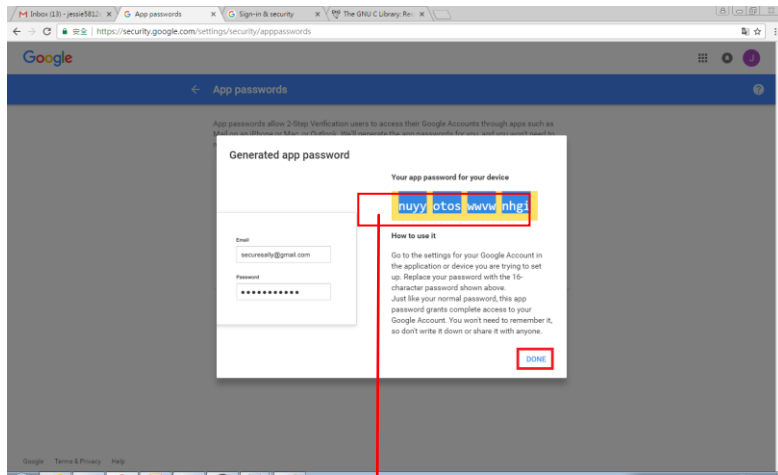 Inbox (13) - jessie5812
App passwords
Sign-in & security
The GNU C Library: Rec
安全 | https://security.google.com/settings/security/apppasswords
Google
J
App passwords
App passwords allow 2-Step Verification users to access their Google Accounts through apps such as
Mail on an iPhone or Mac, or Outlook. We'll generate the app passwords for you, and you won't need to
Generated app password
Your app password for your device
nuyy otos wwvw nhgi
Email
securesally@gmail.com
Password
How to use it
Go to the settings for your Google Account in
the application or device you are trying to set
up. Replace your password with the 16-
character password shown above.
Just like your normal password, this app
password grants complete access to your
Google Account. You won't need to remember it,
so don't write it down or share it with anyone.
DONE
Google Terms & Privacy Help